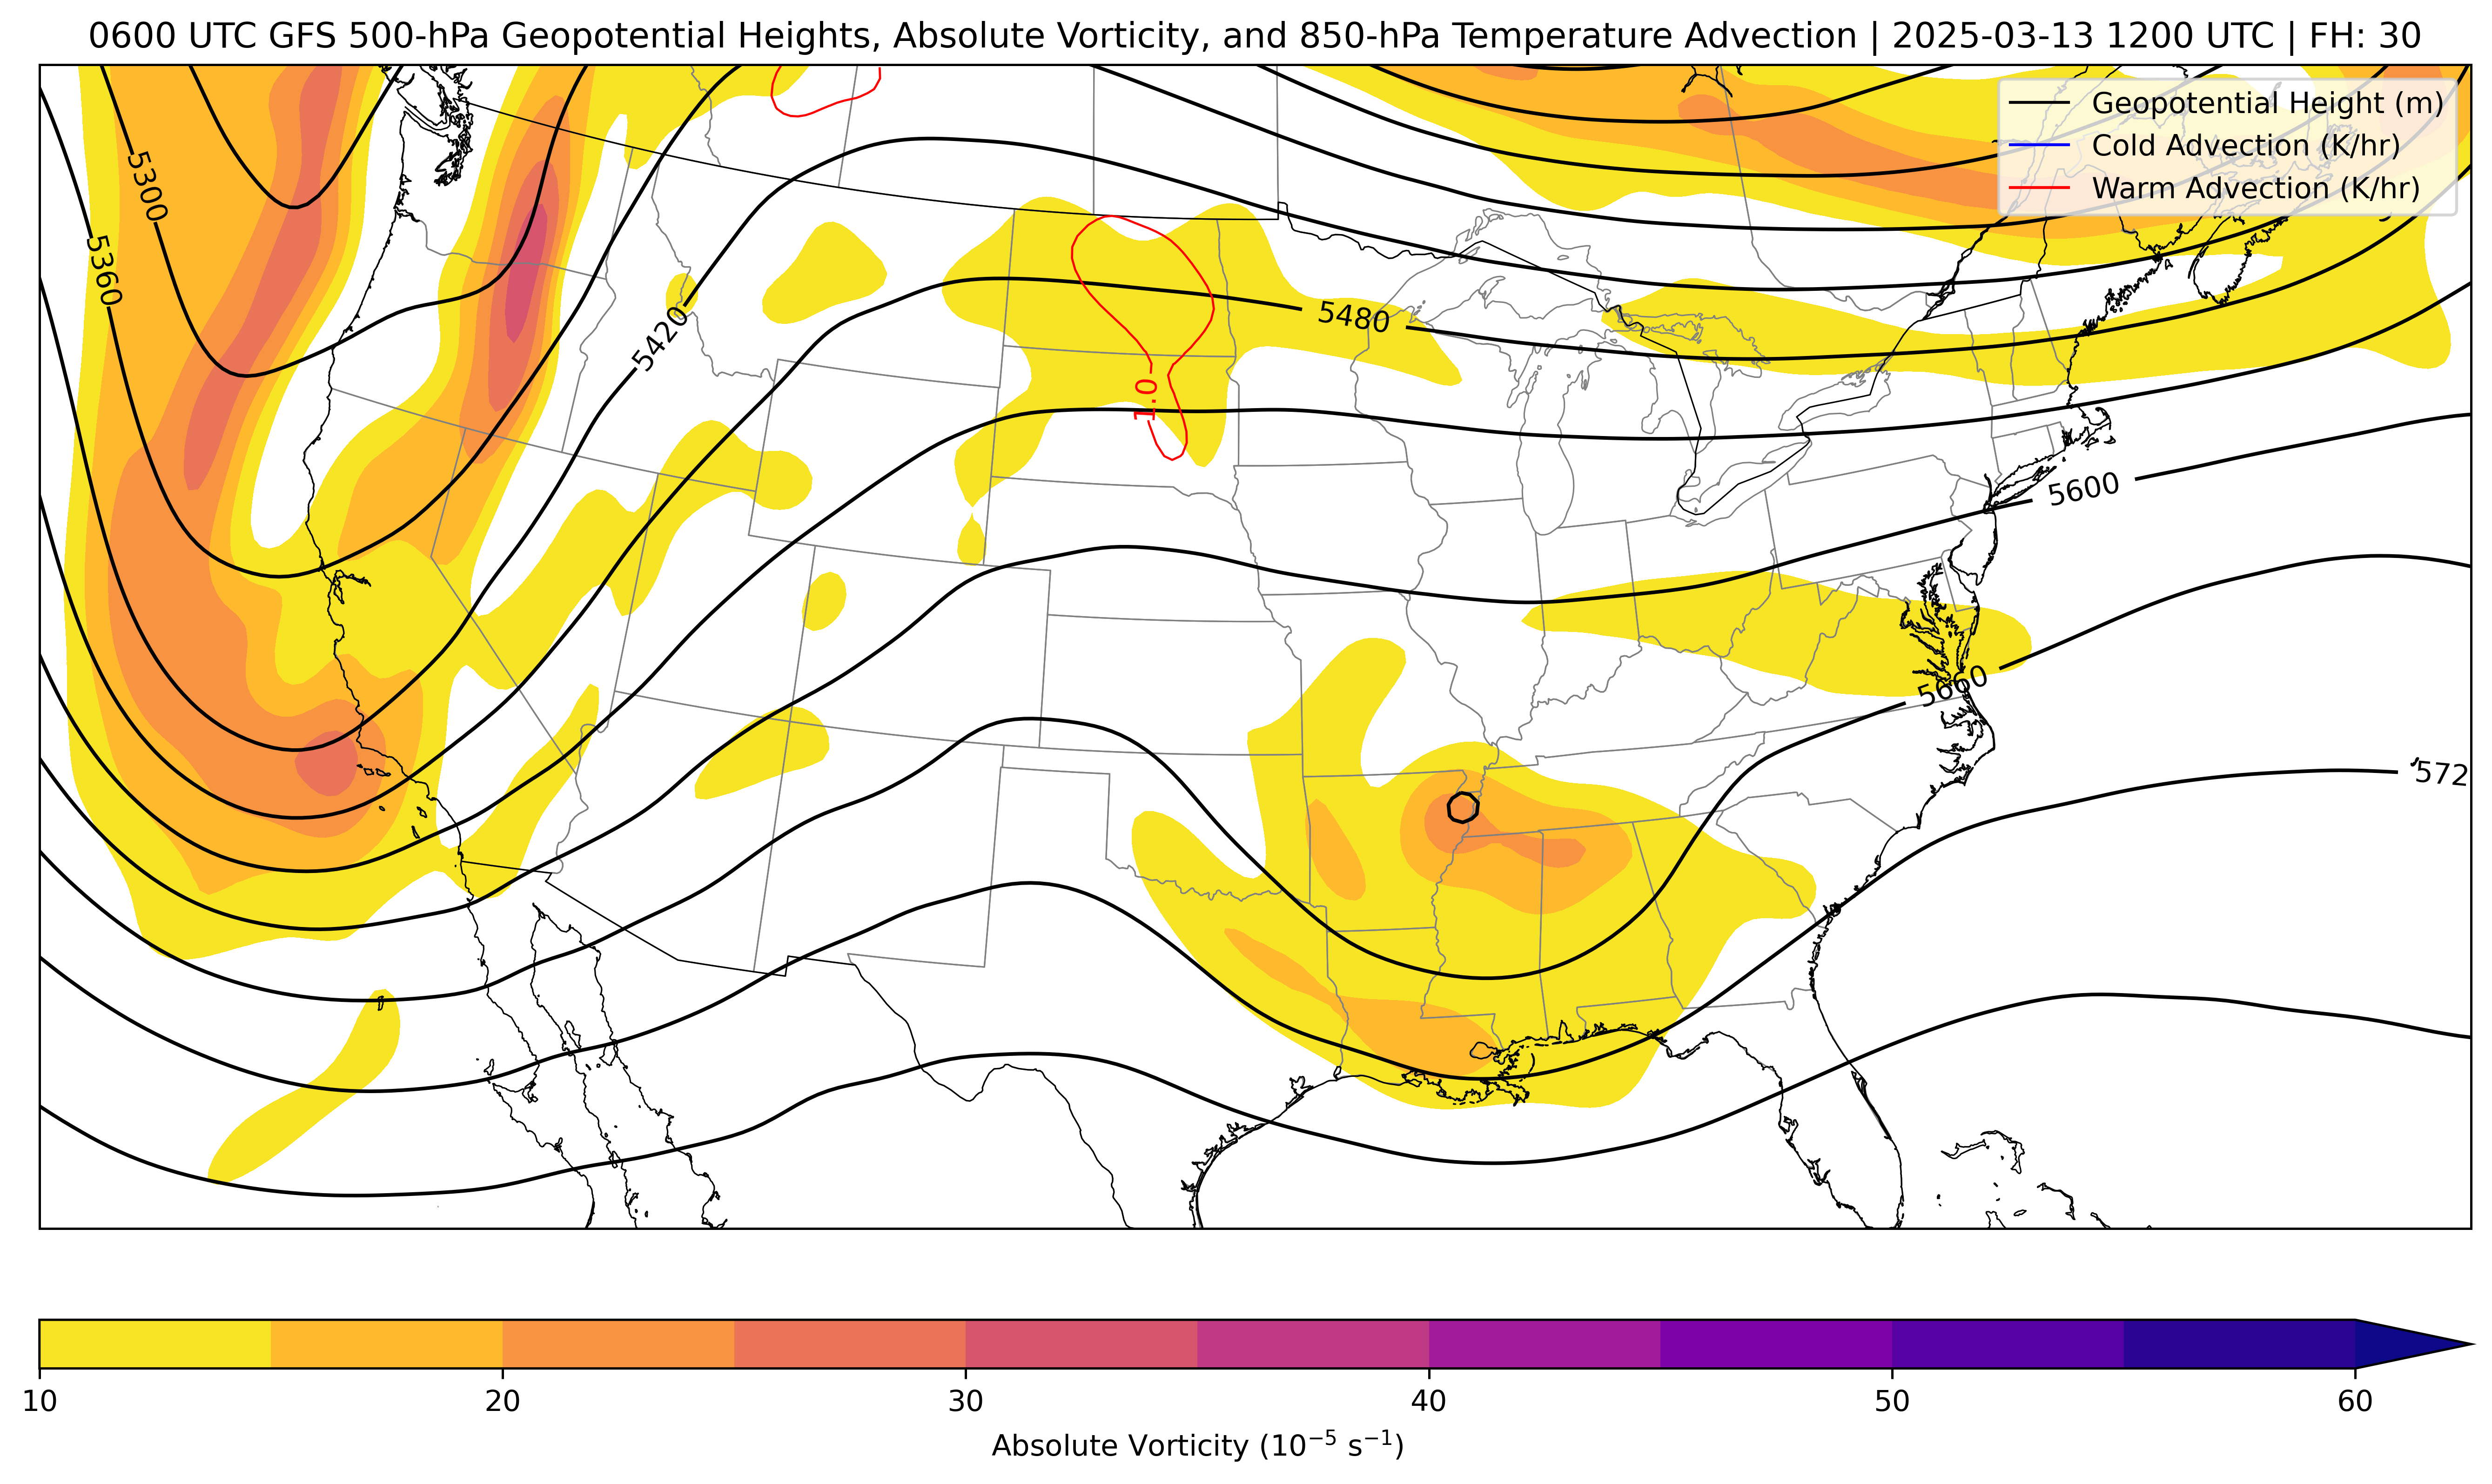 0600 UTC GFS 500-hPa Geopotential Heights, Absolute Vorticity, and 850-hPa Temperature Advection | 2025-03-13 1200 UTC | FH: 30
Geopotential Height (m)
Cold Advection (K/hr)
Warm Advection (K/hr)
5300
5360
5420
5480
1.0
5600
5660
572
10 20 30 40 50 60
Absolute Vorticity (10⁻⁵ s⁻¹)